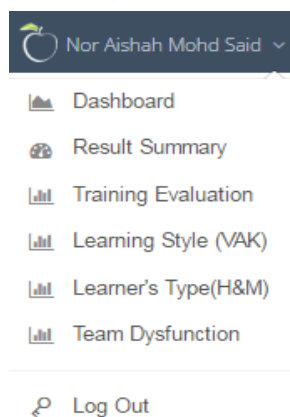 Nor Aishah Mohd Said
Dashboard
Result Summary
Training Evaluation
Learning Style (VAK)
Learner's Type(H&M)
Team Dysfunction
Log Out